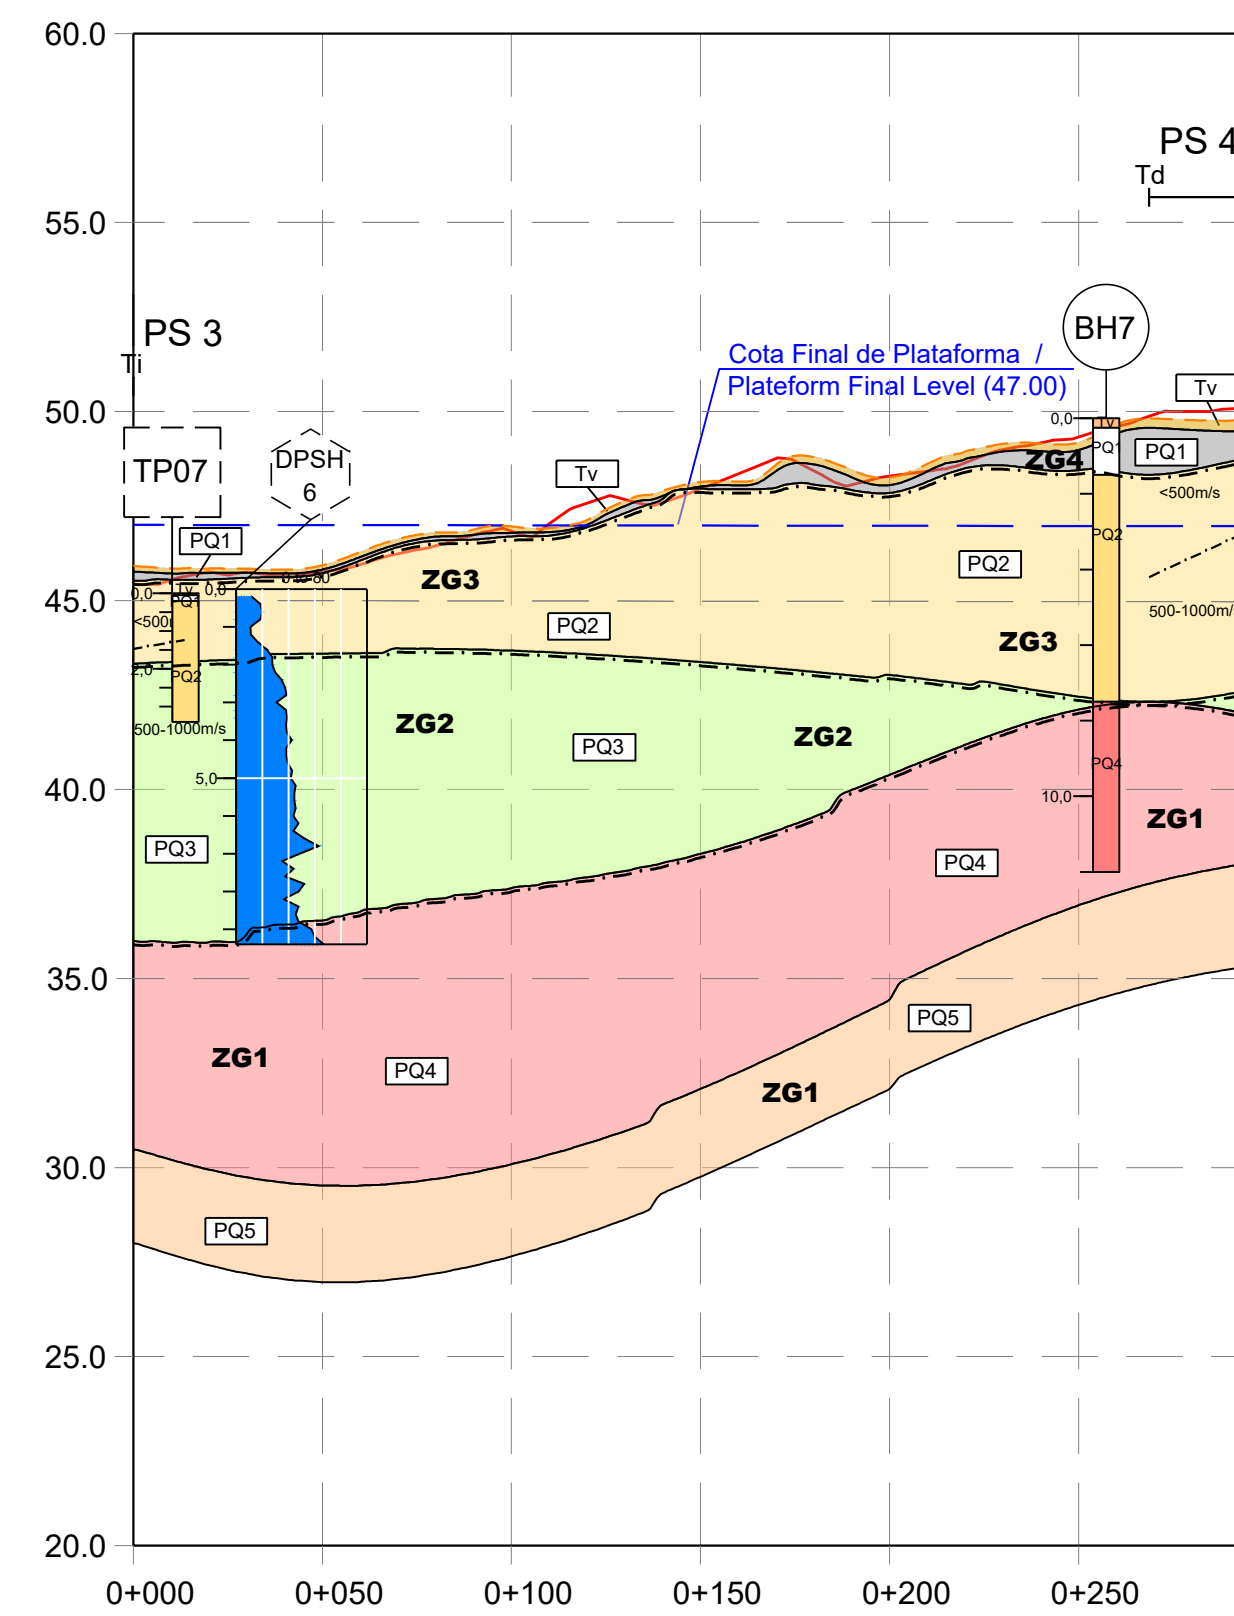 60.0
PS 4
Td
55.0
PS 3
Ti
BH7
Cota Final de Plataforma /
Plateform Final Level (47.00)
Tv
50.0
0,0
Tv
PQ1
PQ1
DPSH
6
TP07
Tv
ZG4
<500m/s
PQ1
PQ2
PQ2
ZG3
45.0
0,0
Tv
PQ1
0,0
80
500-1000m/
PQ2
ZG3
2,0
PQ2
500-1000m/s
ZG2
ZG2
PQ3
PQ4
5,0
40.0
10,0
ZG1
PQ3
PQ4
35.0
PQ5
ZG1
PQ4
ZG1
30.0
PQ5
25.0
20.0
0+000
0+050
0+100
0+150
0+200
0+250